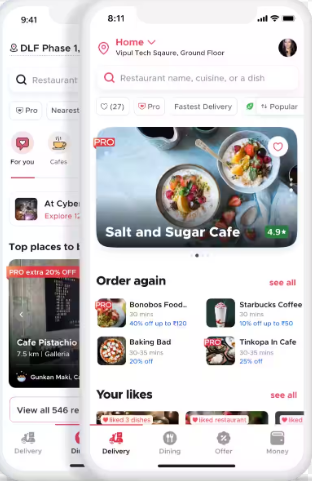 9:41
DLF Phase 1,
Restaurant
Pro
Nearest
For you
Cafes
At Cyber
Explore 12
Top places to b
PRO extra 20% OFF
Cafe Pistachio
7.5 km | Galleria
Gunkan Maki, Ca
View all 546 re
Delivery
8:11
Home
Vipul Tech Sqaure, Ground Floor
Restaurant name, cuisine, or a dish
(27)
Pro
Fastest Delivery
Popular
PRO
Salt and Sugar Cafe
4.9★
Order again
see all
PRO
Bonobos Food..
30 mins
40% off up to ₹120
Starbucks Coffee
30 mins
10% off up to ₹50
Baking Bad
30-35 mins
20% off
PRO
Tinkopa In Cafe
30-35 mins
25% off
Your likes
see all
liked 3 dishes
liked restaurant
liked
Delivery
Dining
Offer
Money